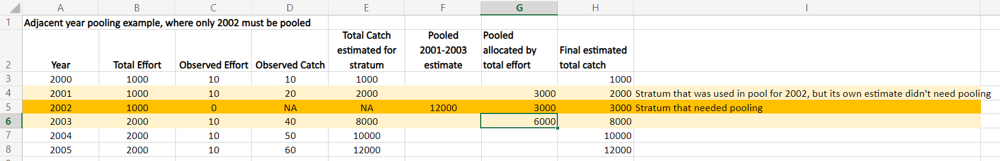 A B C D E F G H I
1 Adjacent year pooling example, where only 2002 must be pooled
2 Year Total Effort Observed Effort Observed Catch Total Catch estimated for stratum Pooled 2001-2003 estimate Pooled allocated by total effort Final estimated total catch
3 2000 1000 10 10 1000 1000
4 2001 1000 10 20 2000 3000 2000 Stratum that was used in pool for 2002, but its own estimate didn't need pooling
5 2002 1000 0 NA NA 12000 3000 3000 Stratum that needed pooling
6 2003 2000 10 40 8000 6000 8000
7 2004 2000 10 50 10000 10000
8 2005 2000 10 60 12000 12000